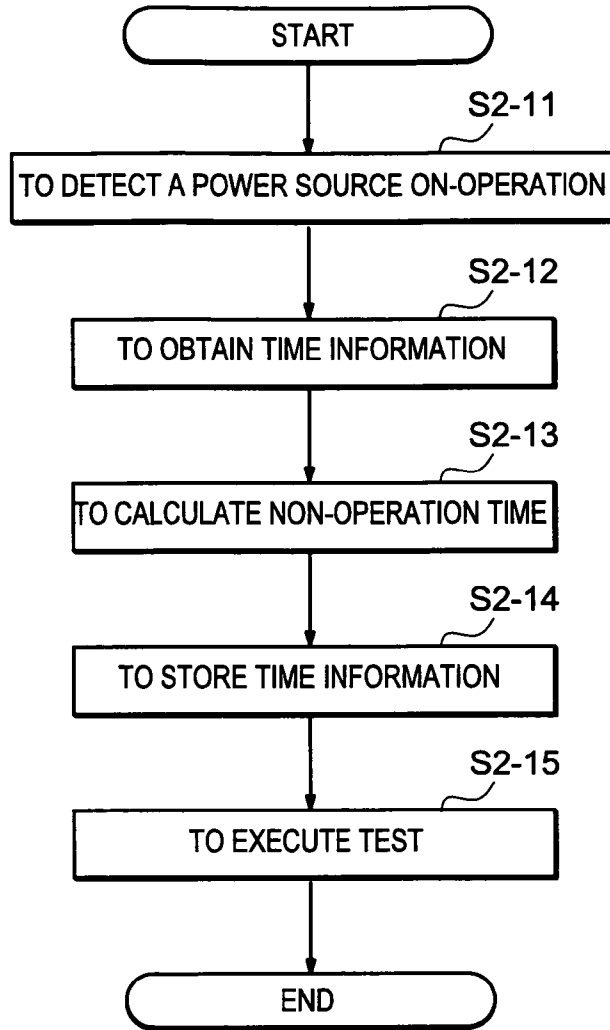 START
S2-11
TO DETECT A POWER SOURCE ON-OPERATION
S2-12
TO OBTAIN TIME INFORMATION
S2-13
TO CALCULATE NON-OPERATION TIME
S2-14
TO STORE TIME INFORMATION
S2-15
TO EXECUTE TEST
END